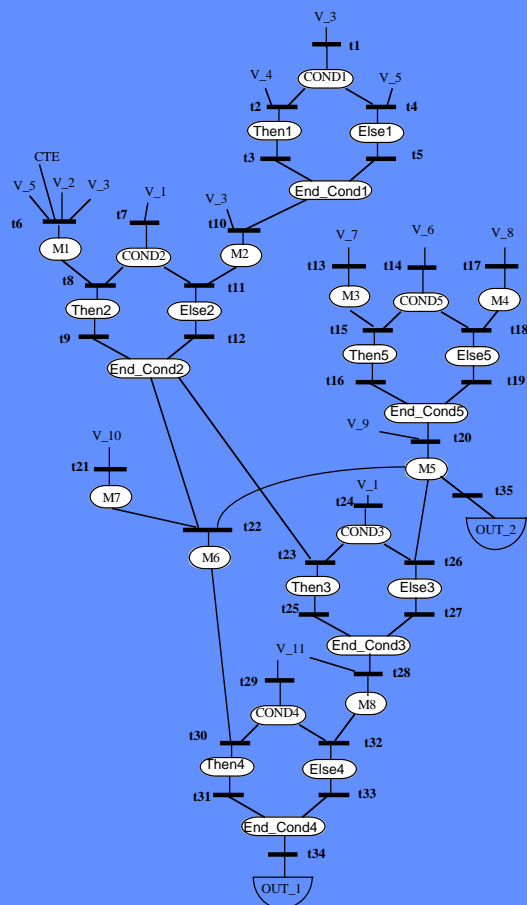 V_3
t1
COND1
V_4
V_5
t2
t4
Then1
Else1
t3
t5
CTE
End_Cond1
V_5
V_2
V_3
V_1
V_3
t6
t7
t10
M1
COND2
M2
V_7
V_6
V_8
t13
t14
t17
t8
t11
M3
COND5
M4
Then2
Else2
t9
t12
t15
t18
Then5
Else5
End_Cond2
t16
t19
End_Cond5
V_9
t20
V_10
t21
M5
M7
V_1
t35
t24
t22
OUT_2
M6
COND3
t23
t26
Then3
Else3
t25
t27
V_11
End_Cond3
t28
t29
M8
COND4
t30
t32
Then4
Else4
t31
t33
End_Cond4
t34
OUT_1